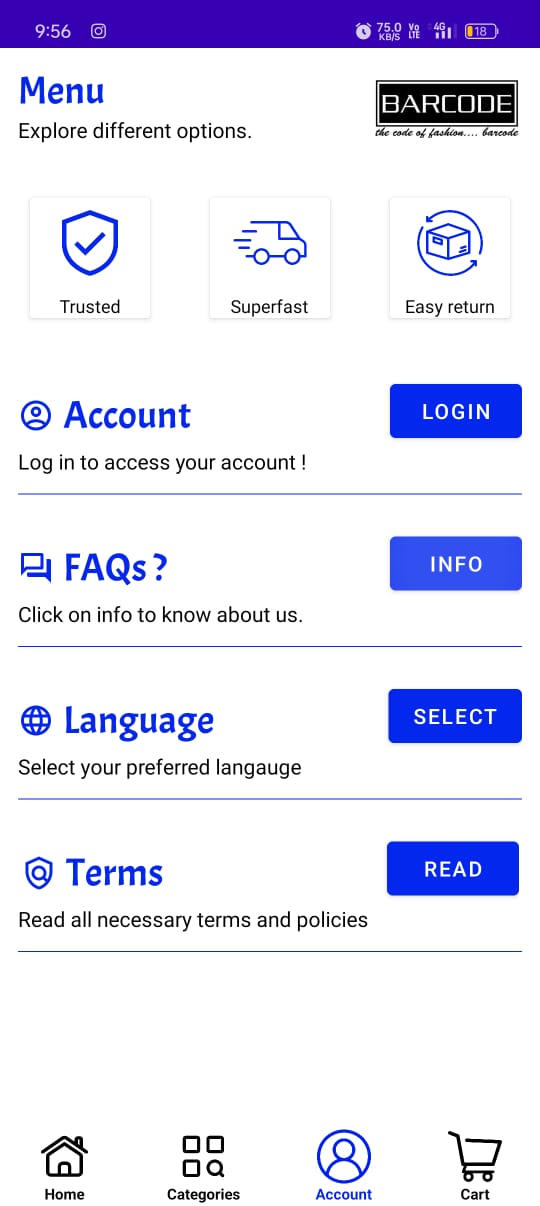 9:56
75.0 KB/S
Vo LTE
4G
18
Menu
Explore different options.
BARCODE
the code of fashion.... barcode
Trusted
Superfast
Easy return
Account
LOGIN
Log in to access your account !
FAQs ?
INFO
Click on info to know about us.
Language
SELECT
Select your preferred langauge
Terms
READ
Read all necessary terms and policies
Home
Categories
Account
Cart